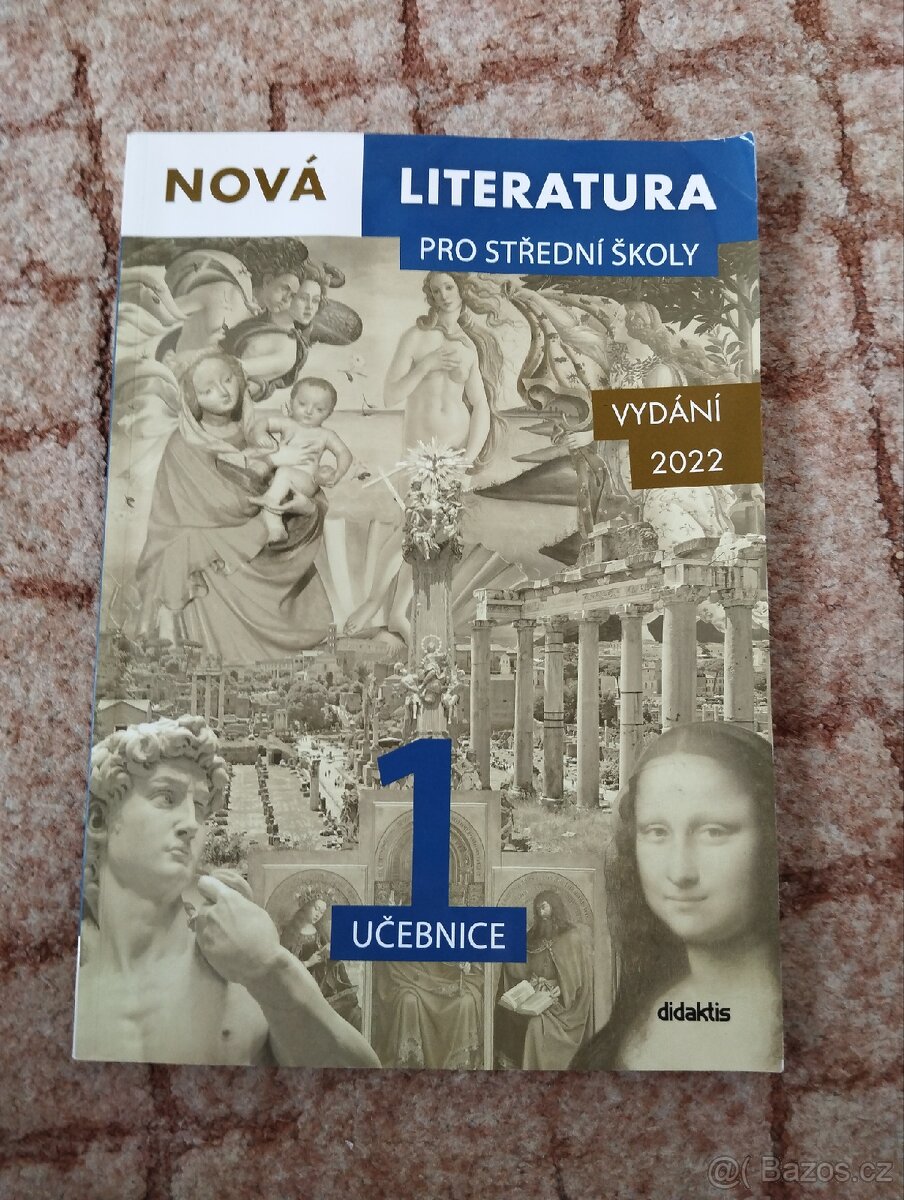 NOVÁ LITERATURA
PRO STŘEDNÍ ŠKOLY
VYDÁNÍ
2022
1
UČEBNICE
didaktis
@( Bazos.cz